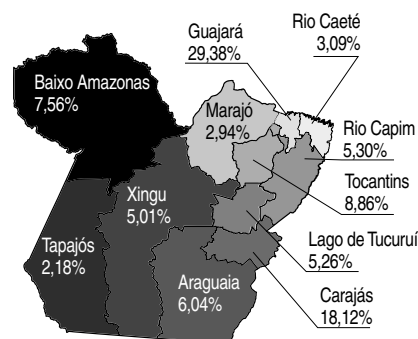 Guajará
29,38%
Rio Caeté
3,09%
Baixo Amazonas
7,56%
Marajó
2,94%
Rio Capim
5,30%
Xingu
5,01%
Tocantins
8,86%
Tapajós
2,18%
Lago de Tucuruí
5,26%
Araguaia
6,04%
Carajás
18,12%